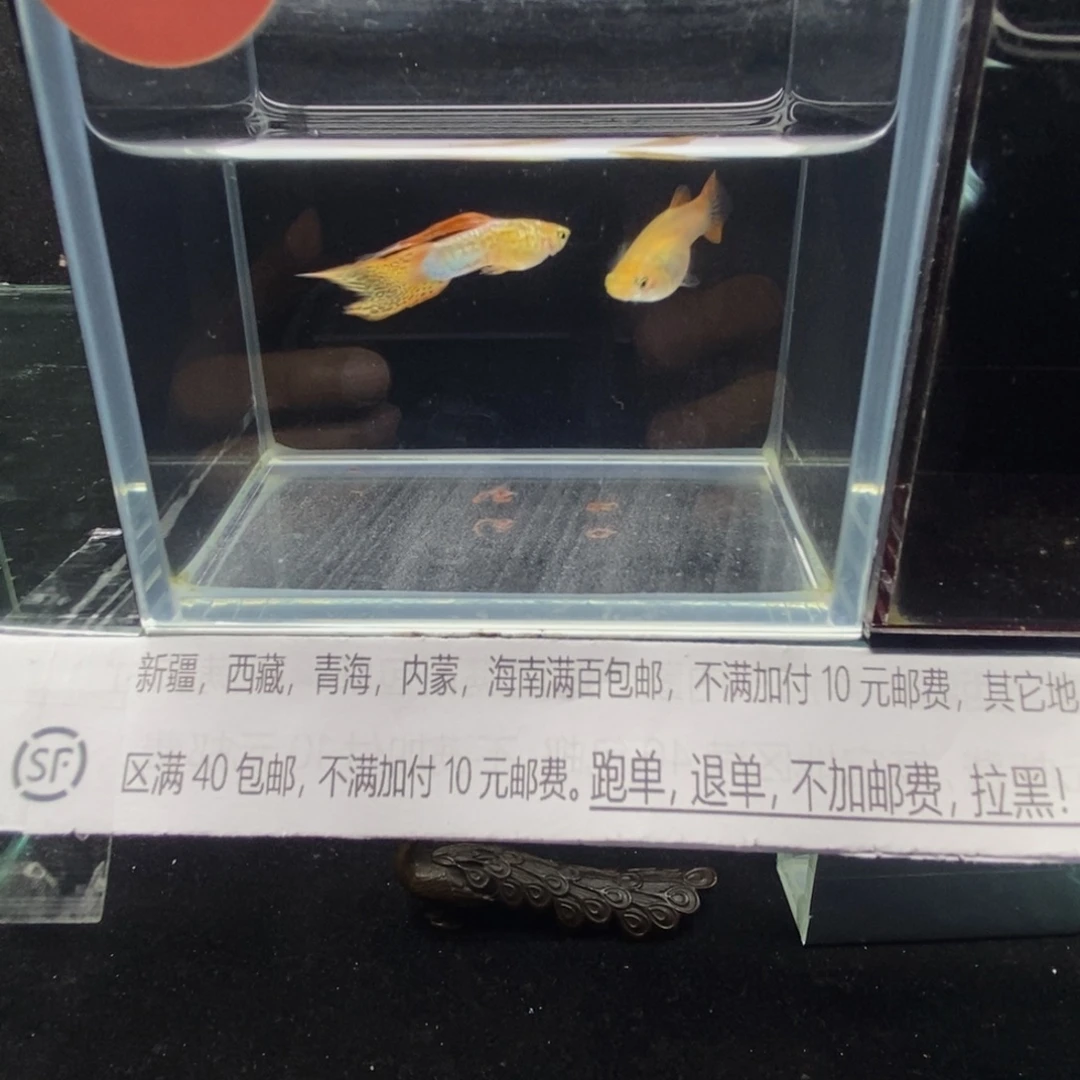 新疆，西藏，青海，内蒙，海南满百包邮，不满加付 10 元邮费，其它地
SF
区满 40 包邮，不满加付 10 元邮费。跑单，退单，不加邮费，拉黑！